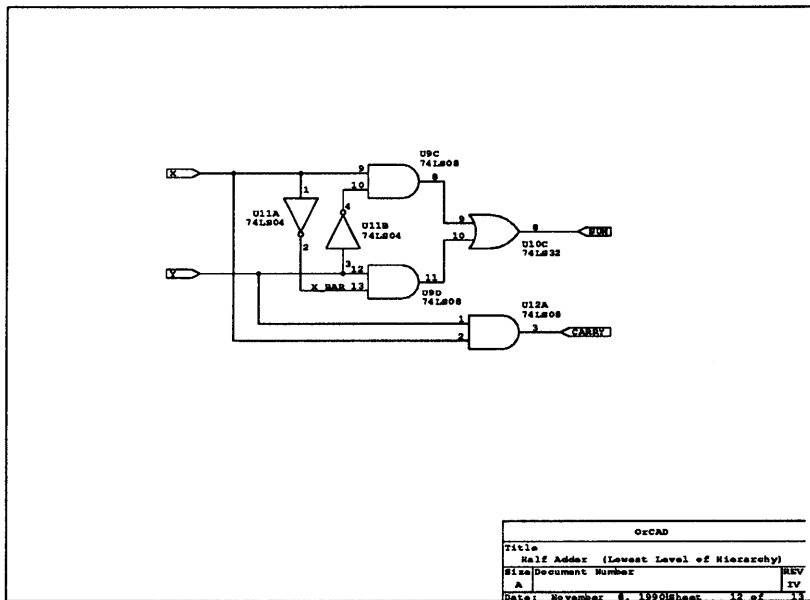 U9C
74LS08
X
9
8
10
1
U11A
74LS04
4
U11B
74LS04
2
9
10
8
SUM
U10C
74LS32
3
Y
12
X_BAR 13
11
U9D
74LS08
U12A
74LS08
1
2
3
CARRY
OrCAD
Title
Half Adder (Lowest Level of Hierarchy)
Size Document Number REV
A IV
Date: November 8, 1990 Sheet 12 of 13